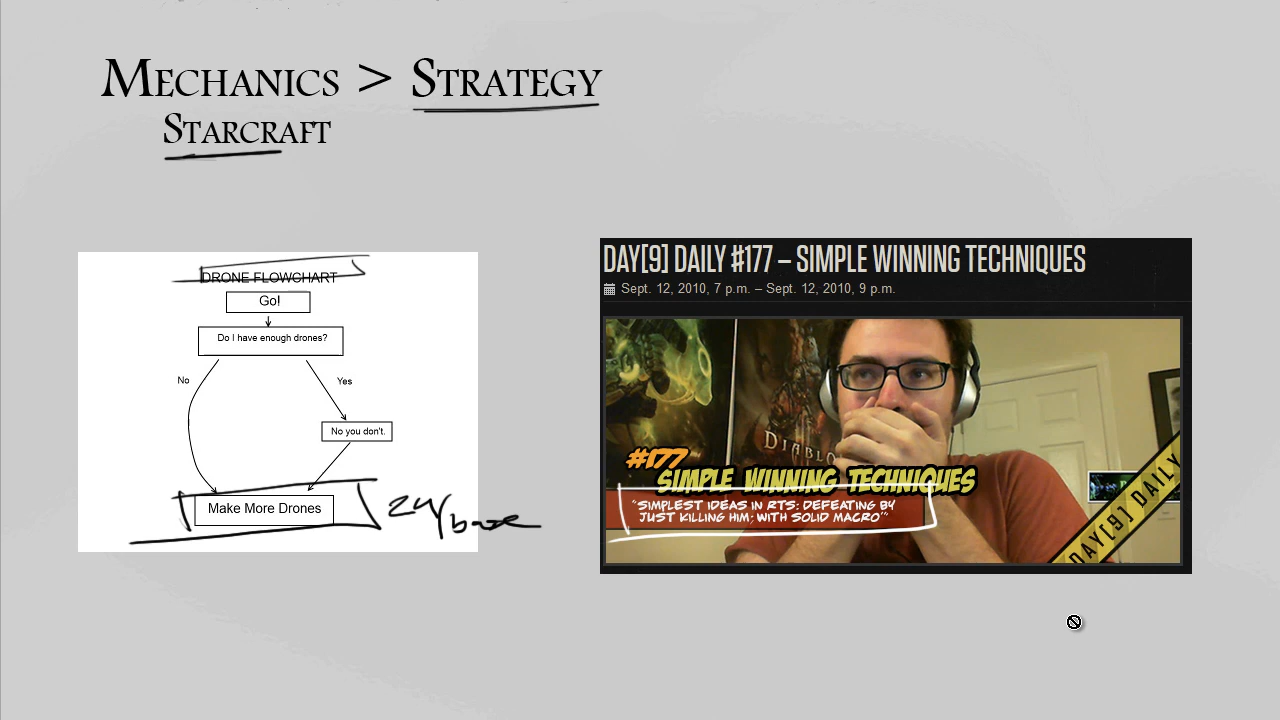 MECHANICS > STRATEGY
STARCRAFT
DRONE FLOWCHART
Go!
Do I have enough drones?
No
Yes
No you don't.
Make More Drones
24/base
DAY[9] DAILY #177 – SIMPLE WINNING TECHNIQUES
Sept. 12, 2010, 7 p.m. – Sept. 12, 2010, 9 p.m.
DIABLO
#177
SIMPLE WINNING TECHNIQUES
"SIMPLEST IDEAS IN RTS: DEFEATING BY
JUST KILLING HIM; WITH SOLID MACRO"
DAY[9] DAILY